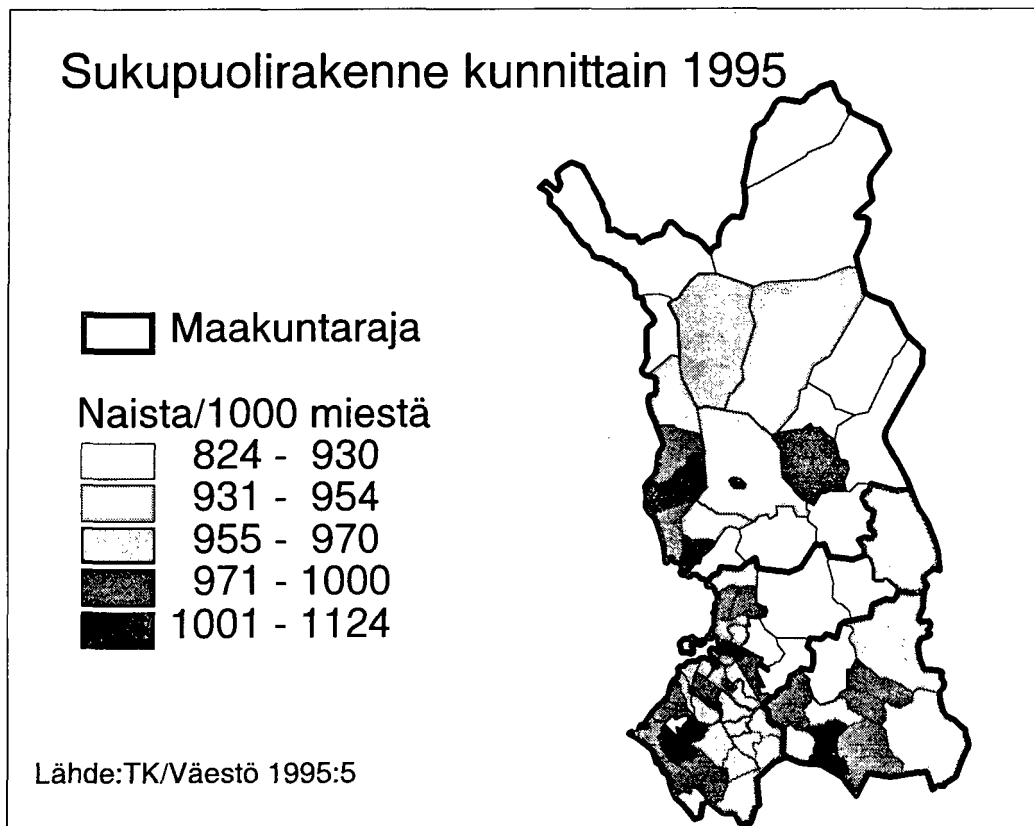 Sukupuolirakenne kunnittain 1995
Maakuntaraja
Naista/1000 miestä
824 - 930
931 - 954
955 - 970
971 - 1000
1001 - 1124
Lähde:TK/Väestö 1995:5